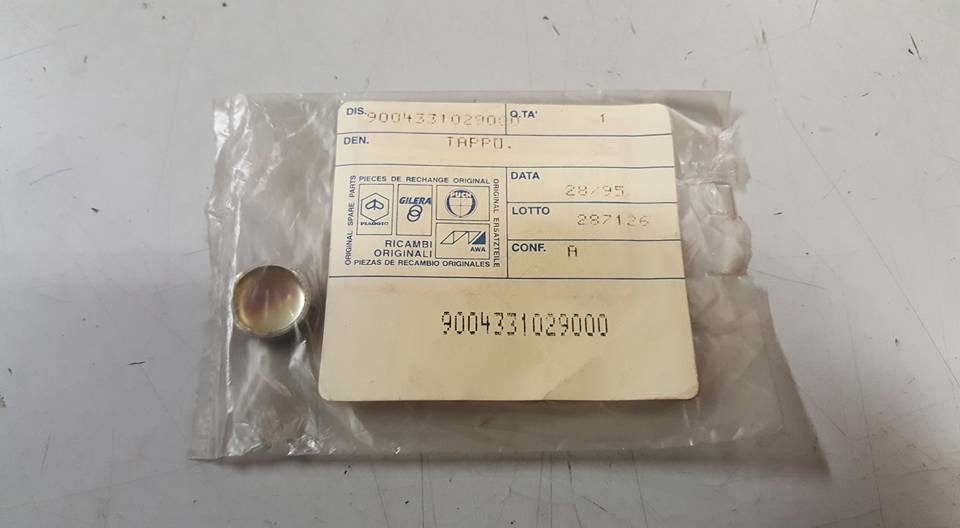 DIS. 9004331029000 Q.TA' 1
DEN. TAPPO.
PIECES DE RECHANGE ORIGINAL
ORIGINAL SPARE PARTS
ORIGINAL ERSATZTEILE
PIAGGIO
GILERA
PUCH
AWA
RICAMBI
ORIGINALI
PIEZAS DE RECAMBIO ORIGINALES
DATA 28/95
LOTTO 287126
CONF. A
9004331029000